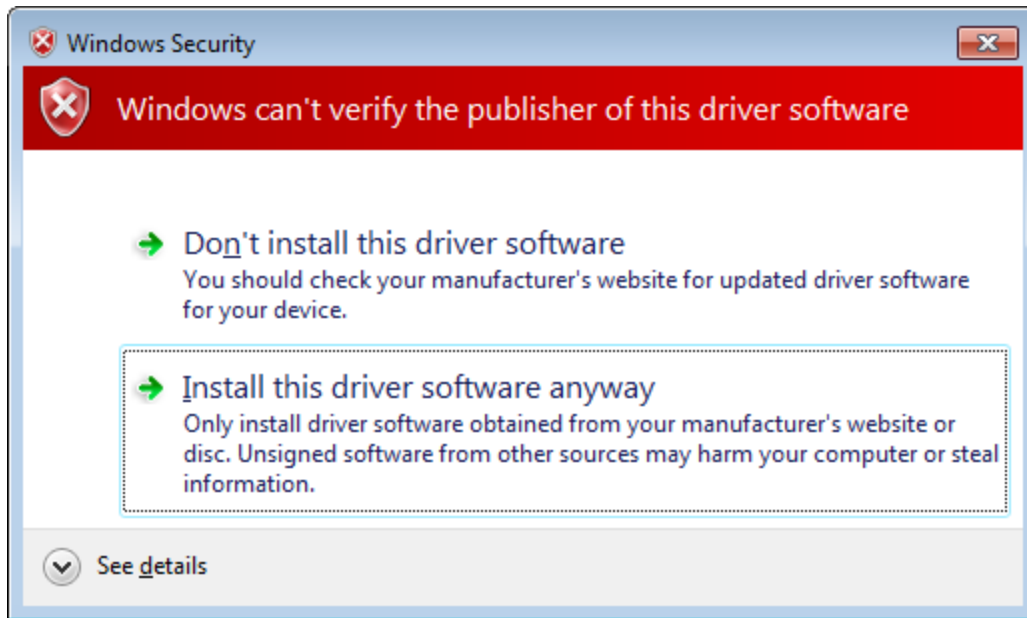 Windows Security
Windows can't verify the publisher of this driver software
Don't install this driver software
You should check your manufacturer's website for updated driver software
for your device.
Install this driver software anyway
Only install driver software obtained from your manufacturer's website or
disc. Unsigned software from other sources may harm your computer or steal
information.
See details